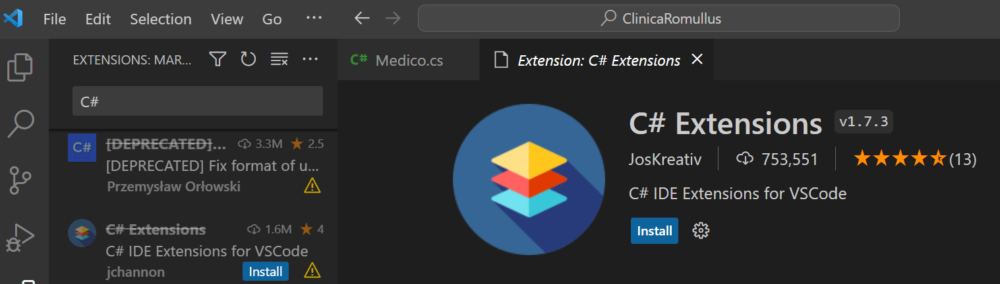 File Edit Selection View Go ···
ClinicaRomullus
EXTENSIONS: MAR...
C#
C# [DEPRECATED]... 3.3M 2.5
[DEPRECATED] Fix format of u...
Przemysław Orłowski
C# Extensions 1.6M 4
C# IDE Extensions for VSCode
jchannon Install
C# Medico.cs
Extension: C# Extensions
C# Extensions v1.7.3
JosKreativ 753,551 (13)
C# IDE Extensions for VSCode
Install